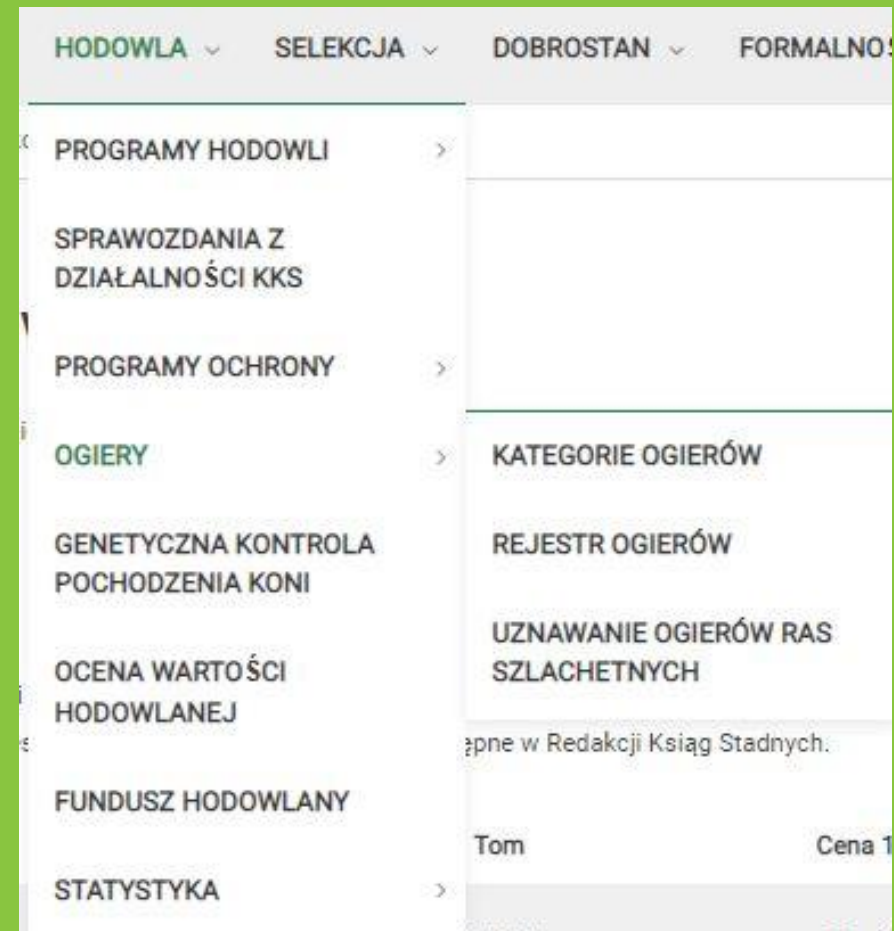 HODOWLA SELEKCJA DOBROSTAN
PROGRAMY HODOWLI
SPRAWOZDANIA Z
DZIAŁALNOŚCI KKS
PROGRAMY OCHRONY
OGIERY
KATEGORIE OGIERÓW
GENETYCZNA KONTROLA
POCHODZENIA KONI
REJESTR OGIERÓW
UZNAWANIE OGIERÓW RAS
SZLACHETNYCH
OCENA WARTOŚCI
HODOWLANEJ
w Redakcji Ksiąg Stadnych.
FUNDUSZ HODOWLANY
Tom Cena
STATYSTYKA